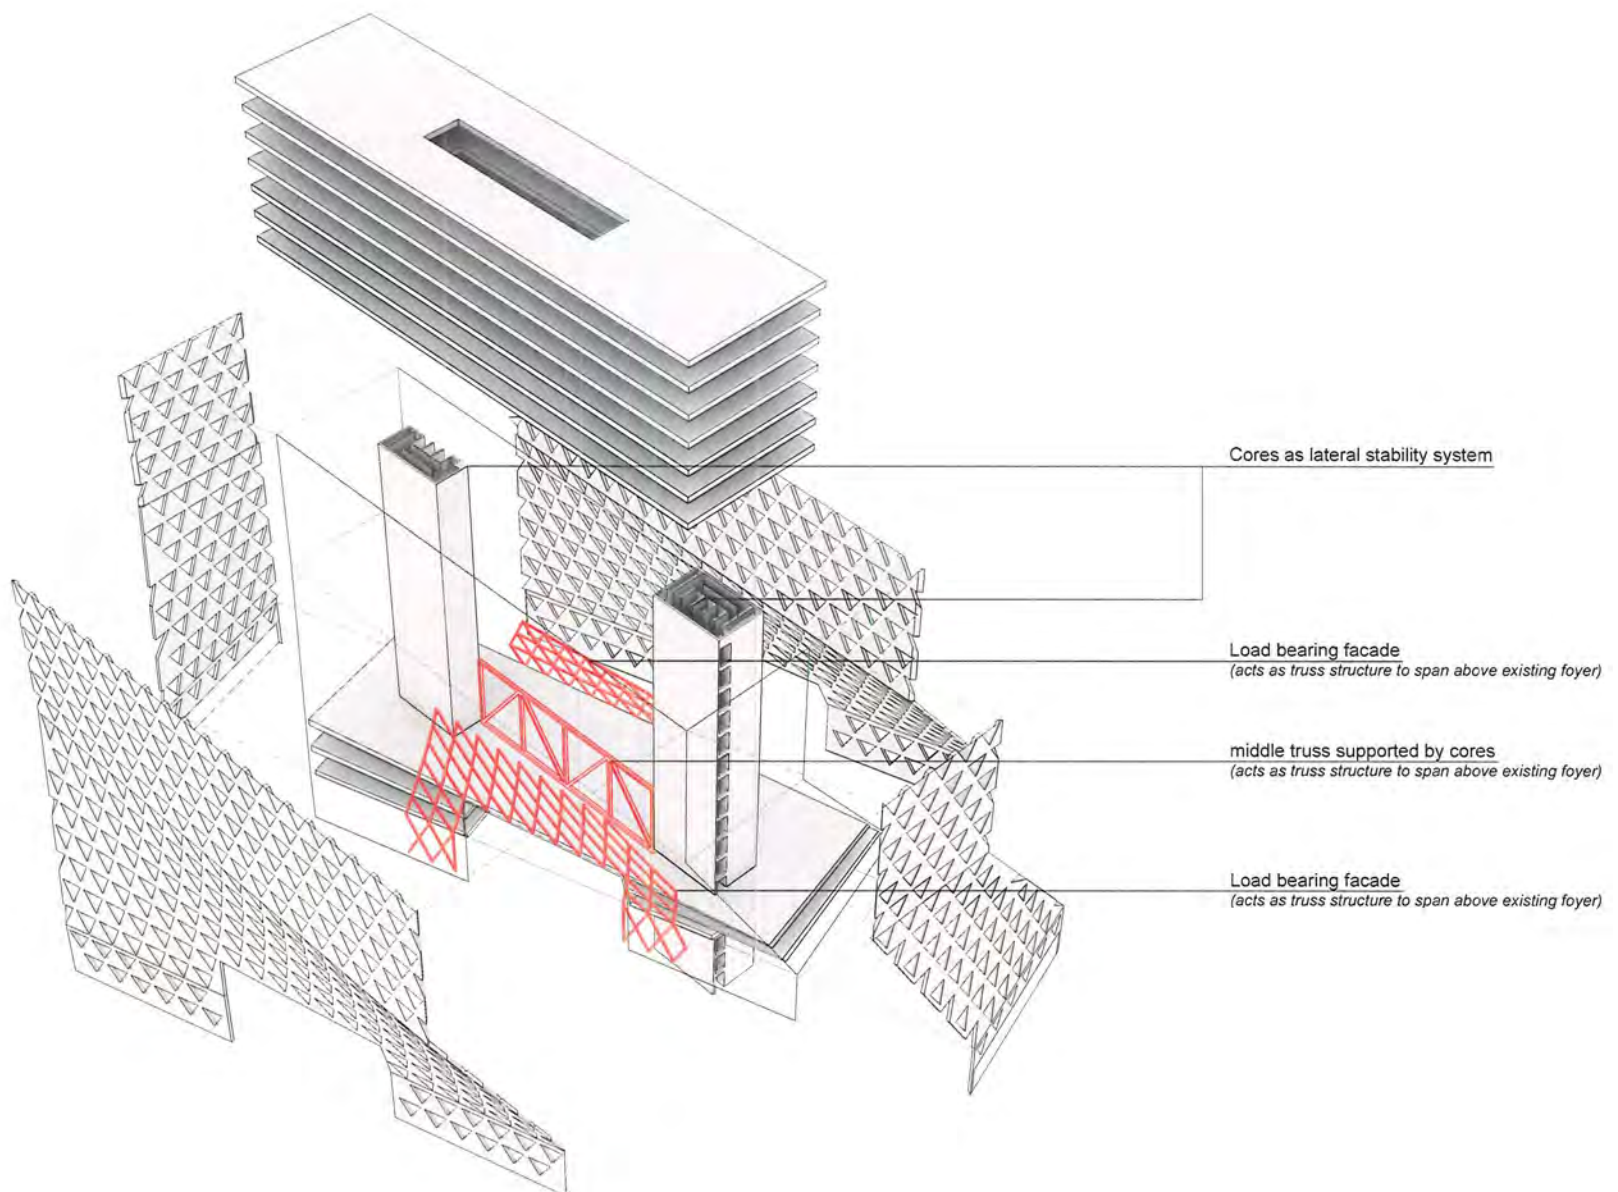 Cores as lateral stability system
Load bearing facade
(acts as truss structure to span above existing foyer)
middle truss supported by cores
(acts as truss structure to span above existing foyer)
Load bearing facade
(acts as truss structure to span above existing foyer)